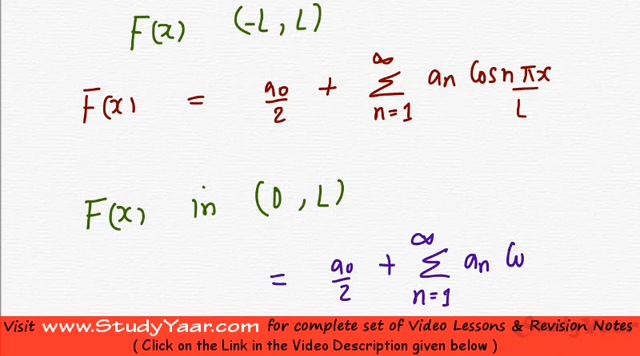 F(x) (-L, L)
F(x) = a0/2 + ∞ Σ n=1 an Cos nπx/L
F(x) in (0, L)
= a0/2 + ∞ Σ n=1 an Co
Visit www.StudyYaar.com for complete set of Video Lessons & Revision Notes
( Click on the Link in the Video Description given below )